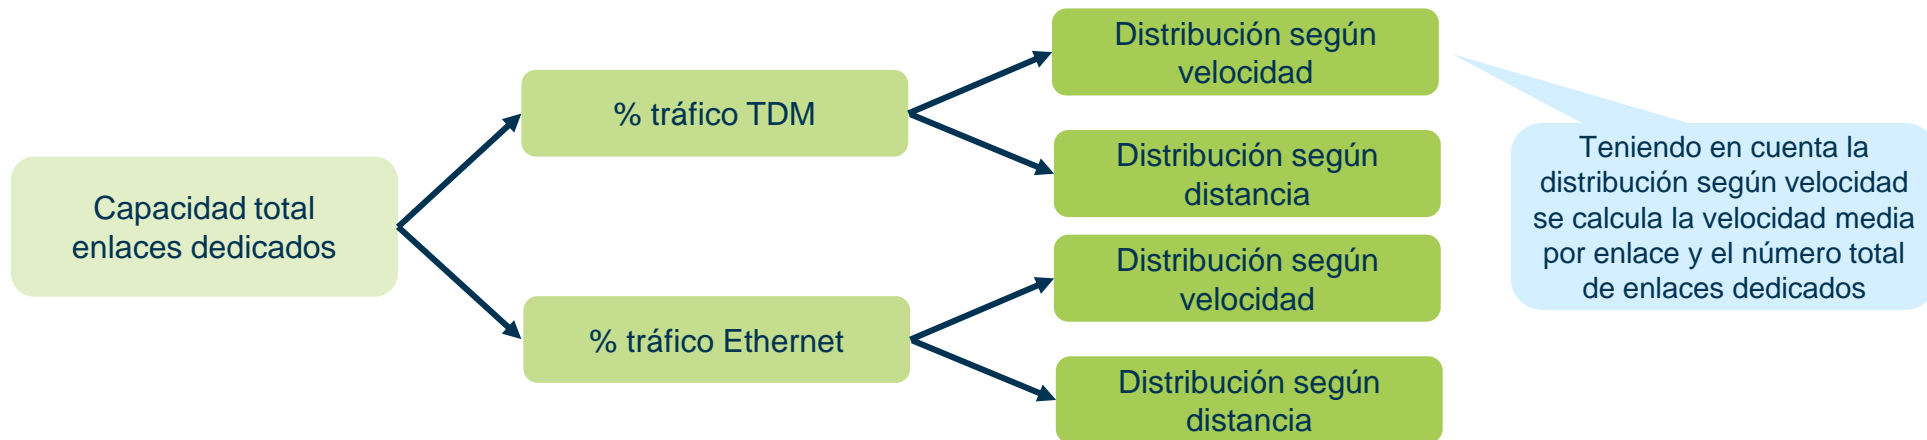 Capacidad total
enlaces dedicados
% tráfico TDM
% tráfico Ethernet
Distribución según
velocidad
Distribución según
distancia
Distribución según
velocidad
Distribución según
distancia
Teniendo en cuenta la
distribución según velocidad
se calcula la velocidad media
por enlace y el número total
de enlaces dedicados